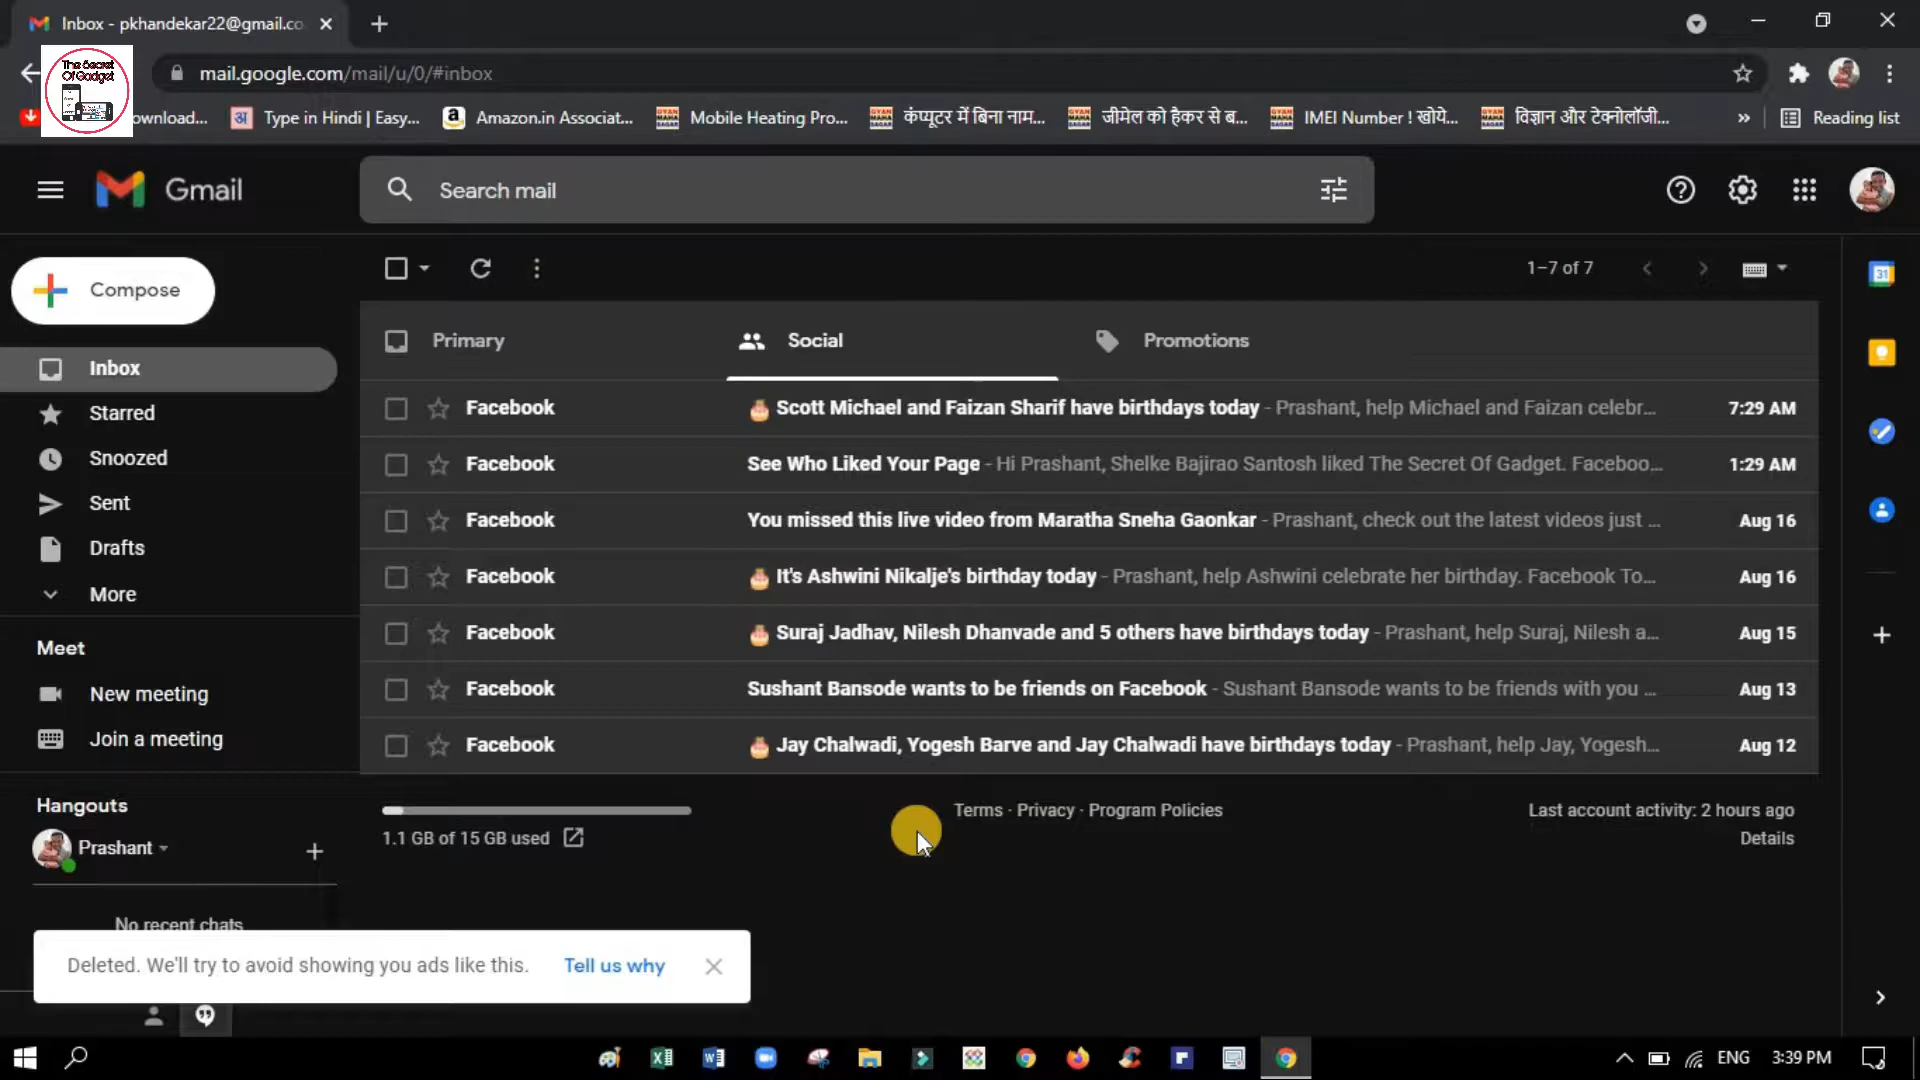 Inbox - pkhandekar22@gmail.co
The Secret
Of Gadget
mail.google.com/mail/u/0/#inbox
ownload...
अ Type in Hindi | Easy...
Amazon.in Associat...
Mobile Heating Pro...
कंप्यूटर में बिना नाम...
जीमेल को हैकर से ब...
IMEI Number ! खोये...
विज्ञान और टेक्नोलॉजी...
Reading list
Gmail
Search mail
Compose
1–7 of 7
Inbox
Starred
Snoozed
Sent
Drafts
More
Meet
New meeting
Join a meeting
Hangouts
Prashant
No recent chats
Primary
Social
Promotions
Facebook Scott Michael and Faizan Sharif have birthdays today - Prashant, help Michael and Faizan celebr... 7:29 AM
Facebook See Who Liked Your Page - Hi Prashant, Shelke Bajirao Santosh liked The Secret Of Gadget. Faceboo... 1:29 AM
Facebook You missed this live video from Maratha Sneha Gaonkar - Prashant, check out the latest videos just ... Aug 16
Facebook It's Ashwini Nikalje's birthday today - Prashant, help Ashwini celebrate her birthday. Facebook To... Aug 16
Facebook Suraj Jadhav, Nilesh Dhanvade and 5 others have birthdays today - Prashant, help Suraj, Nilesh a... Aug 15
Facebook Sushant Bansode wants to be friends on Facebook - Sushant Bansode wants to be friends with you ... Aug 13
Facebook Jay Chalwadi, Yogesh Barve and Jay Chalwadi have birthdays today - Prashant, help Jay, Yogesh... Aug 12
1.1 GB of 15 GB used
Terms · Privacy · Program Policies
Last account activity: 2 hours ago
Details
31
Deleted. We'll try to avoid showing you ads like this. Tell us why
ENG 3:39 PM